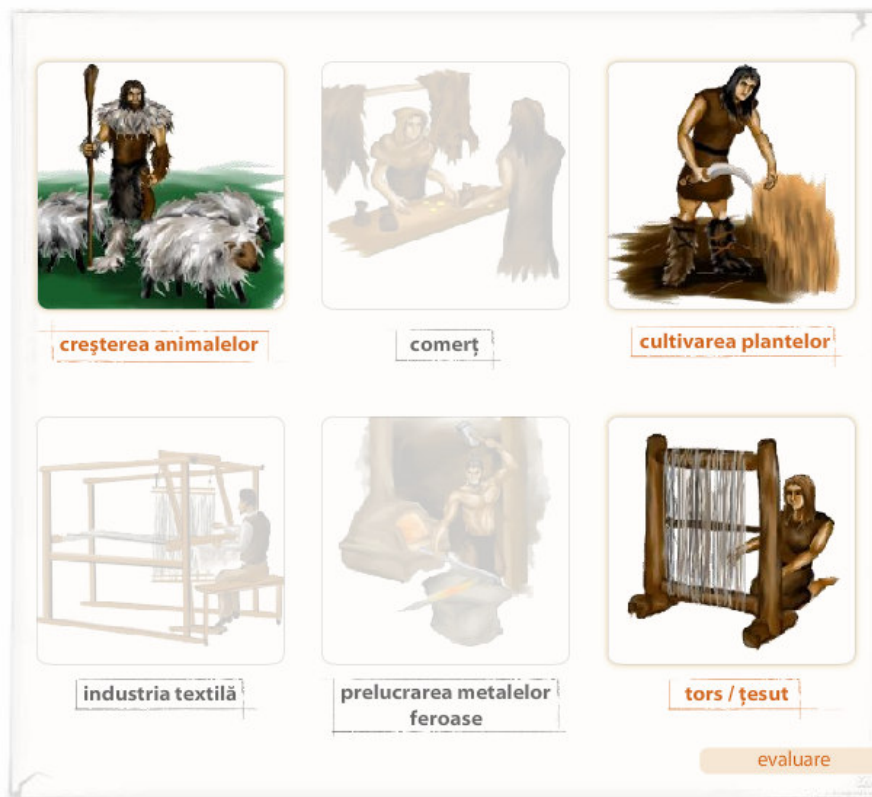 creşterea animalelor
comerţ
cultivarea plantelor
industria textilă
prelucrarea metalelor
feroase
tors / ţesut
evaluare